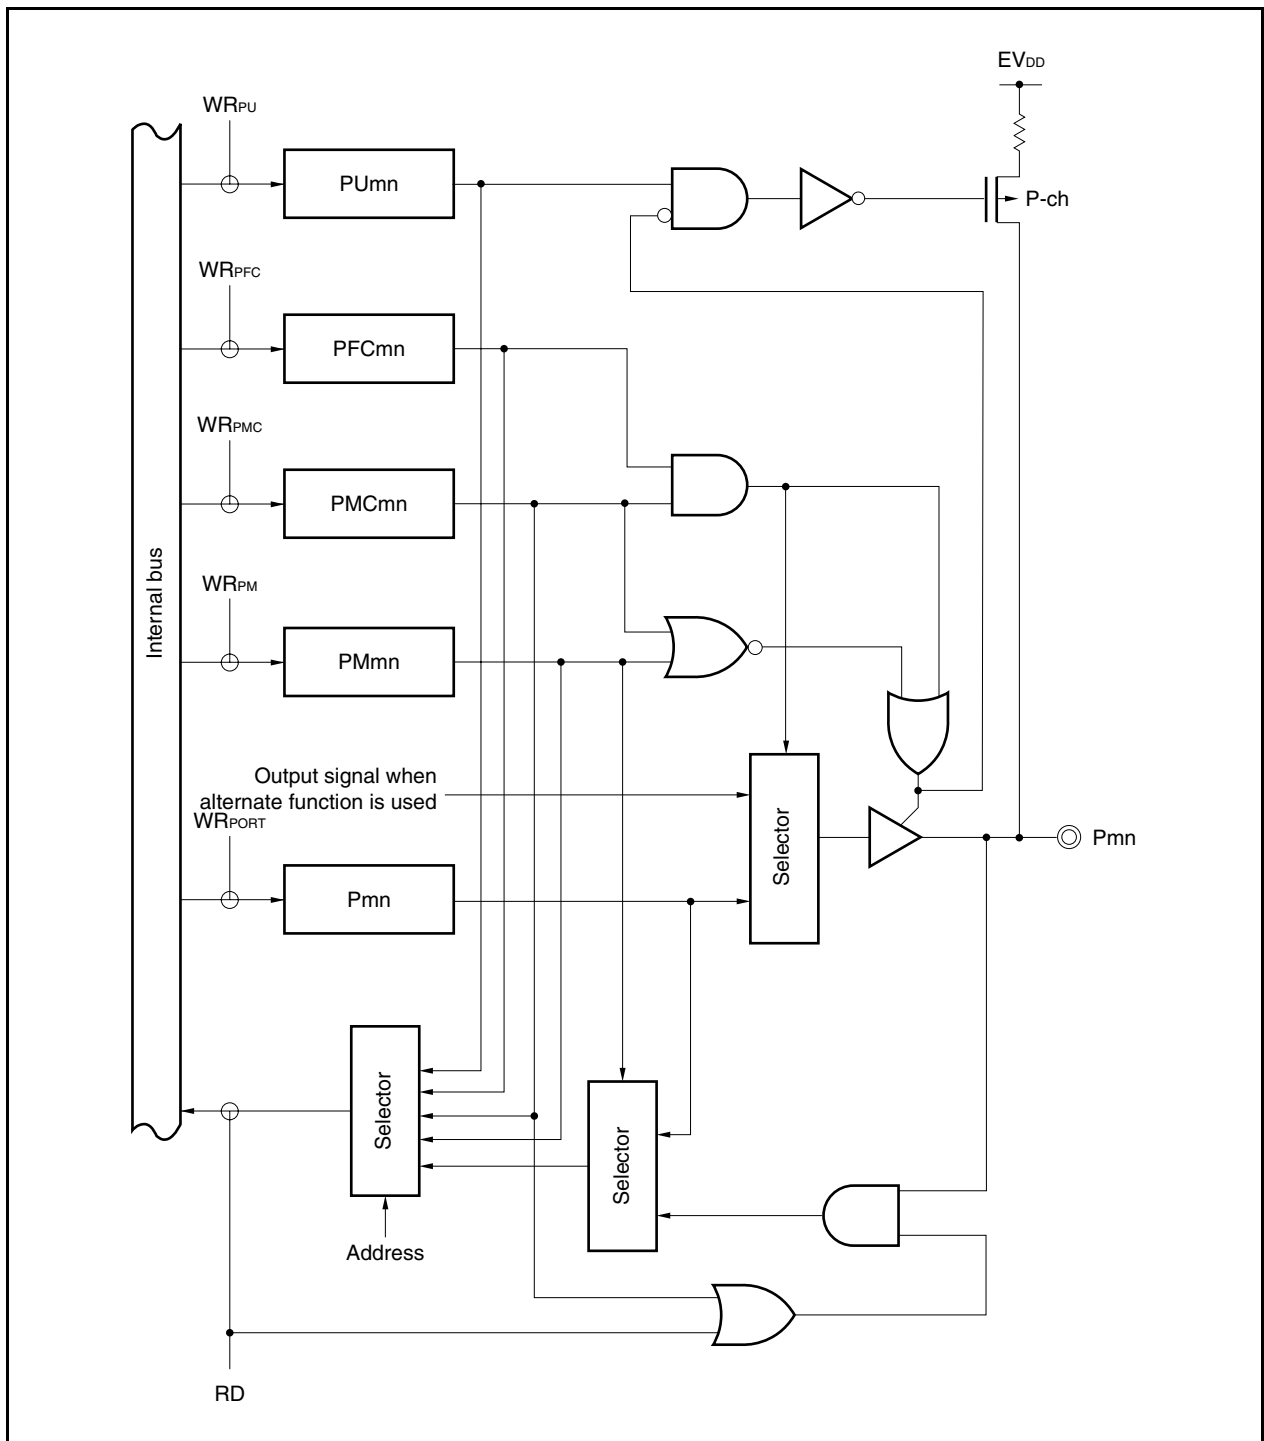 EVDD
WRPU
PUmn
P-ch
WRPFC
PFCmn
WRPMC
PMCmn
WRPM
PMmn
Internal bus
Output signal when
alternate function is used
WRPORT
Selector
Pmn
Pmn
Selector
Selector
Address
RD